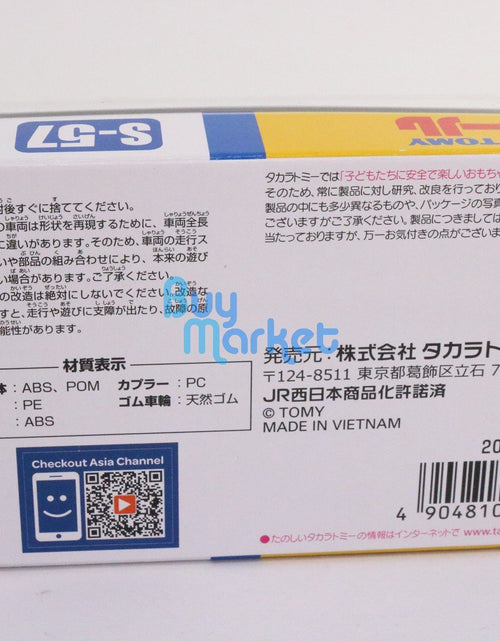 S-57
ール
TOMY
封後すぐに捨ててください。
の車両は形状を再現するために、車両全長
に違いがあります。そのため、車両の走行ス
いや部品の組み合わせにより、本来の遊び
い場合があります。ご了承ください。
の改造は絶対にしないでください。改造な
すと、走行や遊びに支障が出たり、故障の原
能性があります。
タカラトミーでは「子どもたちに安全で楽しいおもちゃ
そのため、常に製品に対し研究、改良を行ってお
製品の中にも多少異なるものや、パッケージの写真
ございますがご了承ください。製品につきましては
当たっておりますが、万一お気付きの点がございま
Buy
Market
材質表示
体：ABS、POM カプラー：PC
：PE ゴム車輪：天然ゴム
：ABS
発売元：株式会社 タカラト
〒124-8511 東京都葛飾区立石 7
JR西日本商品化許諾済
© TOMY
MADE IN VIETNAM
Checkout Asia Channel
20
4 904810
●たのしいタカラトミーの情報はインターネットで www.ta